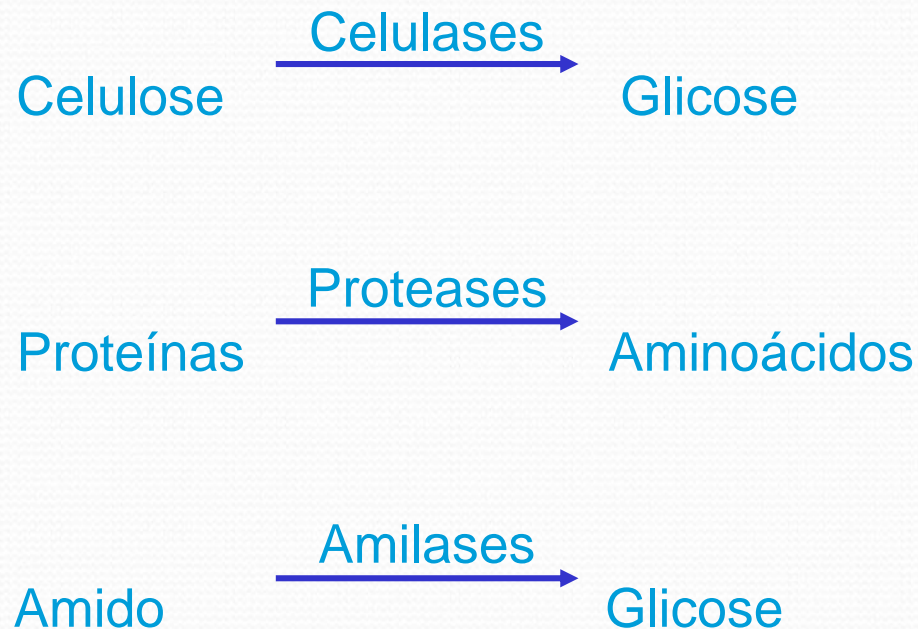 Celulases
Celulose Glicose
Proteases
Proteínas Aminoácidos
Amilases
Amido Glicose